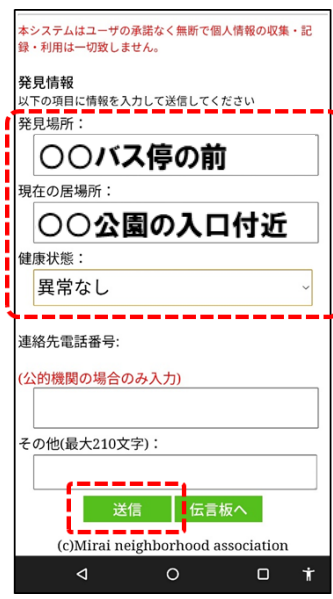 本システムはユーザの承諾なく無断で個人情報の収集・記
録・利用は一切致しません。
発見情報
以下の項目に情報を入力して送信してください
発見場所：
〇〇バス停の前
現在の居場所：
〇〇公園の入口付近
健康状態：
異常なし
連絡先電話番号:
(公的機関の場合のみ入力)
その他(最大210文字)：
送信
伝言板へ
(c)Mirai neighborhood association